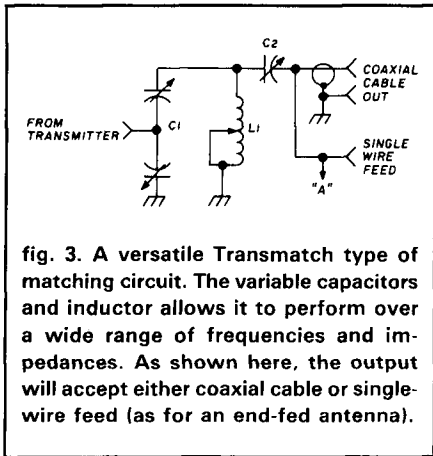 C2
COAXIAL
CABLE
OUT
FROM
TRANSMITTER
C1
L1
SINGLE
WIRE
FEED
"A"
fig. 3. A versatile Transmatch type of
matching circuit. The variable capacitors
and inductor allows it to perform over
a wide range of frequencies and im-
pedances. As shown here, the output
will accept either coaxial cable or single-
wire feed (as for an end-fed antenna).